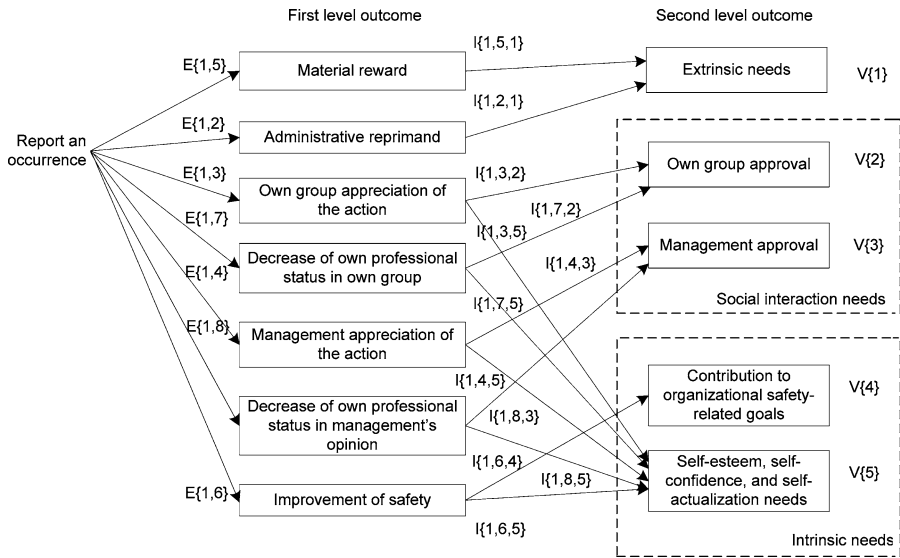 First level outcome
Second level outcome
I{1,5,1}
E{1,5}
Material reward
Extrinsic needs
V{1}
I{1,2,1}
E{1,2}
Report an
occurrence
Administrative reprimand
E{1,3}
Own group appreciation of
the action
I{1,3,2}
Own group approval
V{2}
E{1,7}
I{1,7,2}
I{1,3,5}
Decrease of own professional
status in own group
Management approval
V{3}
E{1,4}
I{1,4,3}
I{1,7,5}
Social interaction needs
E{1,8}
Management appreciation of
the action
I{1,4,5}
Contribution to
organizational safety-
related goals
V{4}
Decrease of own professional
status in management's
opinion
I{1,8,3}
I{1,6,4}
Self-esteem, self-
confidence, and self-
actualization needs
V{5}
I{1,8,5}
E{1,6}
Improvement of safety
I{1,6,5}
Intrinsic needs